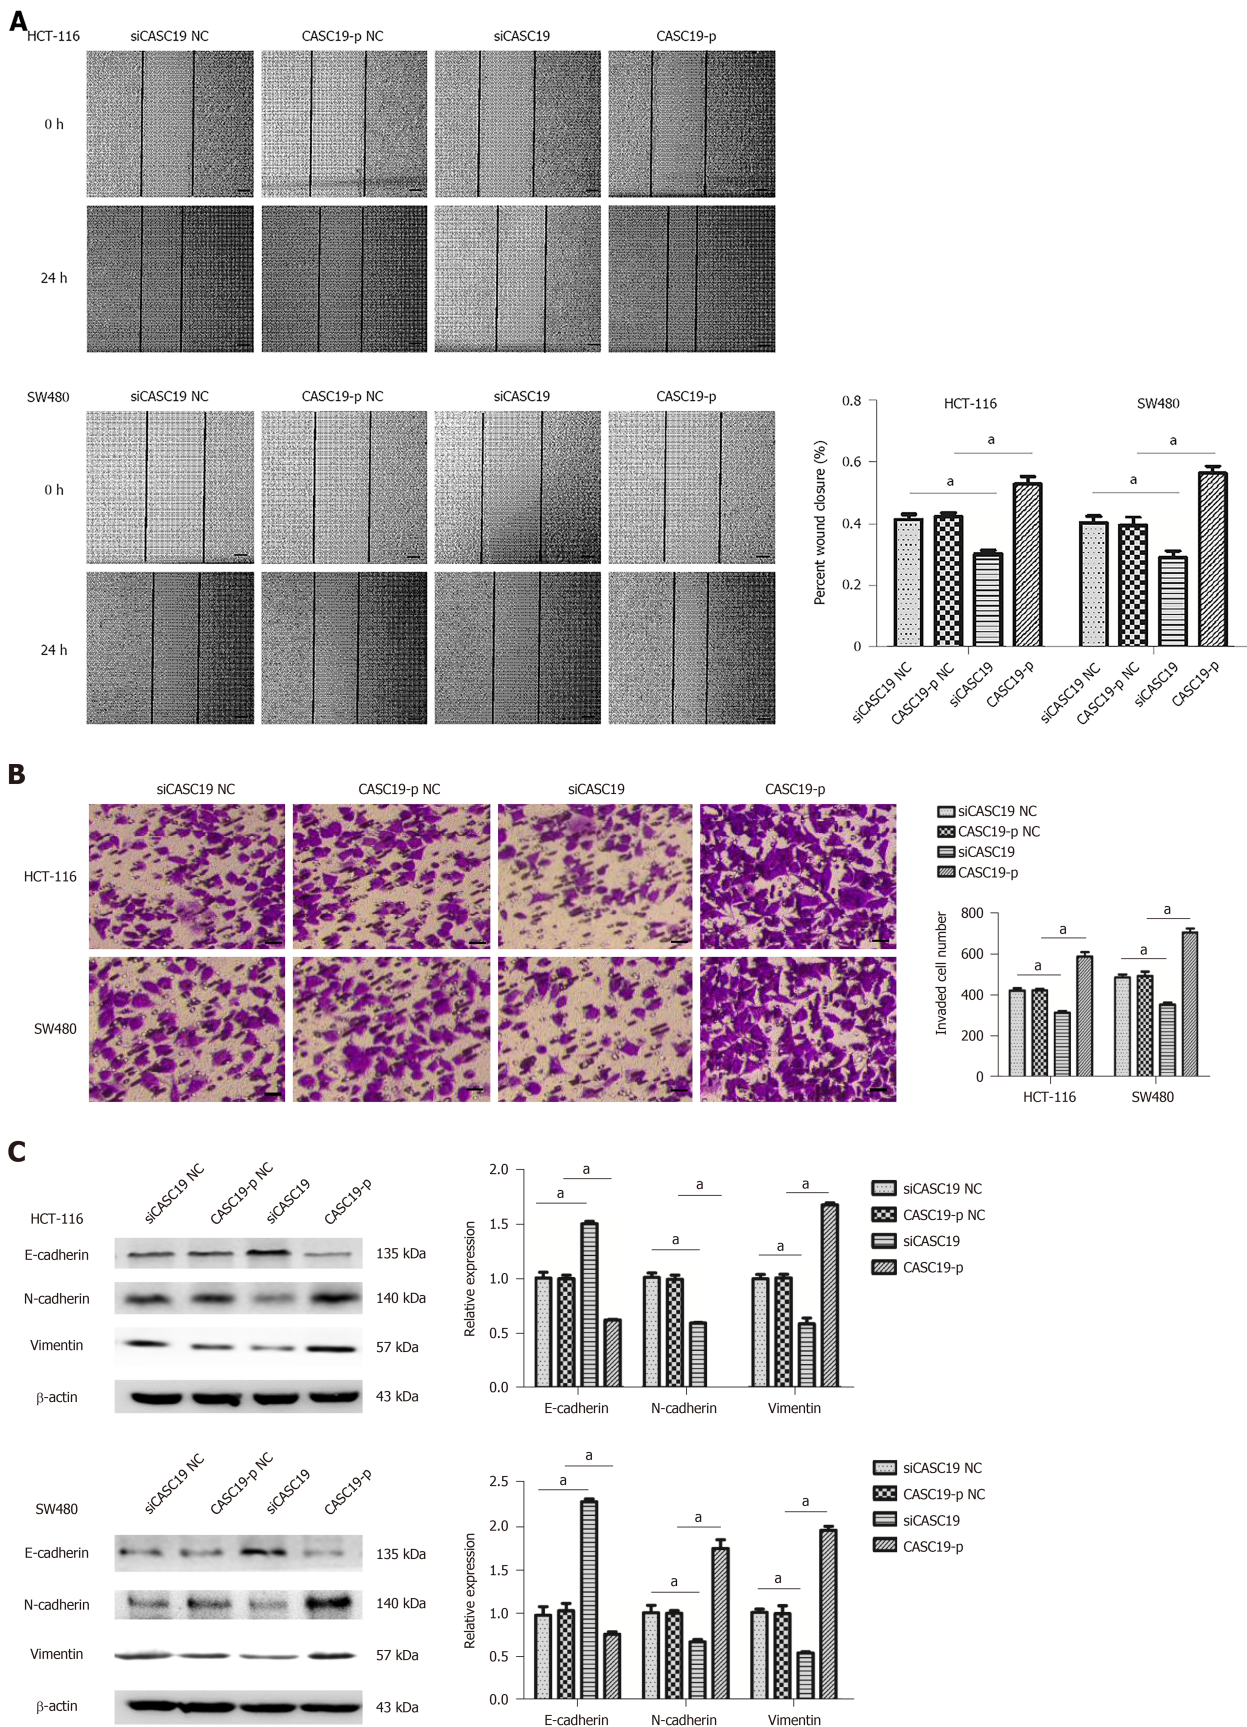 A
HCT-116 siCASC19 NC CASC19-p NC siCASC19 CASC19-p
0 h
24 h
SW480 siCASC19 NC CASC19-p NC siCASC19 CASC19-p
0 h
24 h
Percent wound closure (%)
0.8
0.6
0.4
0.2
0
HCT-116 SW480
a a
a a
siCASC19 NC CASC19-p NC siCASC19 CASC19-p siCASC19 NC CASC19-p NC siCASC19 CASC19-p
B
siCASC19 NC CASC19-p NC siCASC19 CASC19-p
HCT-116
SW480
siCASC19 NC
CASC19-p NC
siCASC19
CASC19-p
Invaded cell number
800
600
400
200
0
a
a
a
a
HCT-116 SW480
C
siCASC19 NC CASC19-p NC siCASC19 CASC19-p
HCT-116
E-cadherin 135 kDa
N-cadherin 140 kDa
Vimentin 57 kDa
β-actin 43 kDa
Relative expression
2.0
1.5
1.0
0.5
0.0
a a a
a a a
E-cadherin N-cadherin Vimentin
siCASC19 NC
CASC19-p NC
siCASC19
CASC19-p
siCASC19 NC CASC19-p NC siCASC19 CASC19-p
SW480
E-cadherin 135 kDa
N-cadherin 140 kDa
Vimentin 57 kDa
β-actin 43 kDa
Relative expression
2.5
2.0
1.5
1.0
0.5
0.0
a a a
a a a
E-cadherin N-cadherin Vimentin
siCASC19 NC
CASC19-p NC
siCASC19
CASC19-p